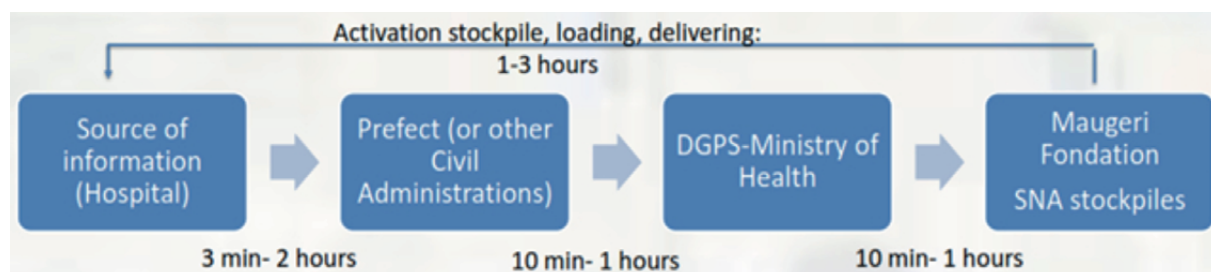 Activation stockpile, loading, delivering:
1-3 hours
Source of
information
(Hospital)
Prefect (or other
Civil
Administrations)
DGPS-Ministry of
Health
Maugeri
Fondation
SNA stockpiles
3 min- 2 hours
10 min- 1 hours
10 min- 1 hours